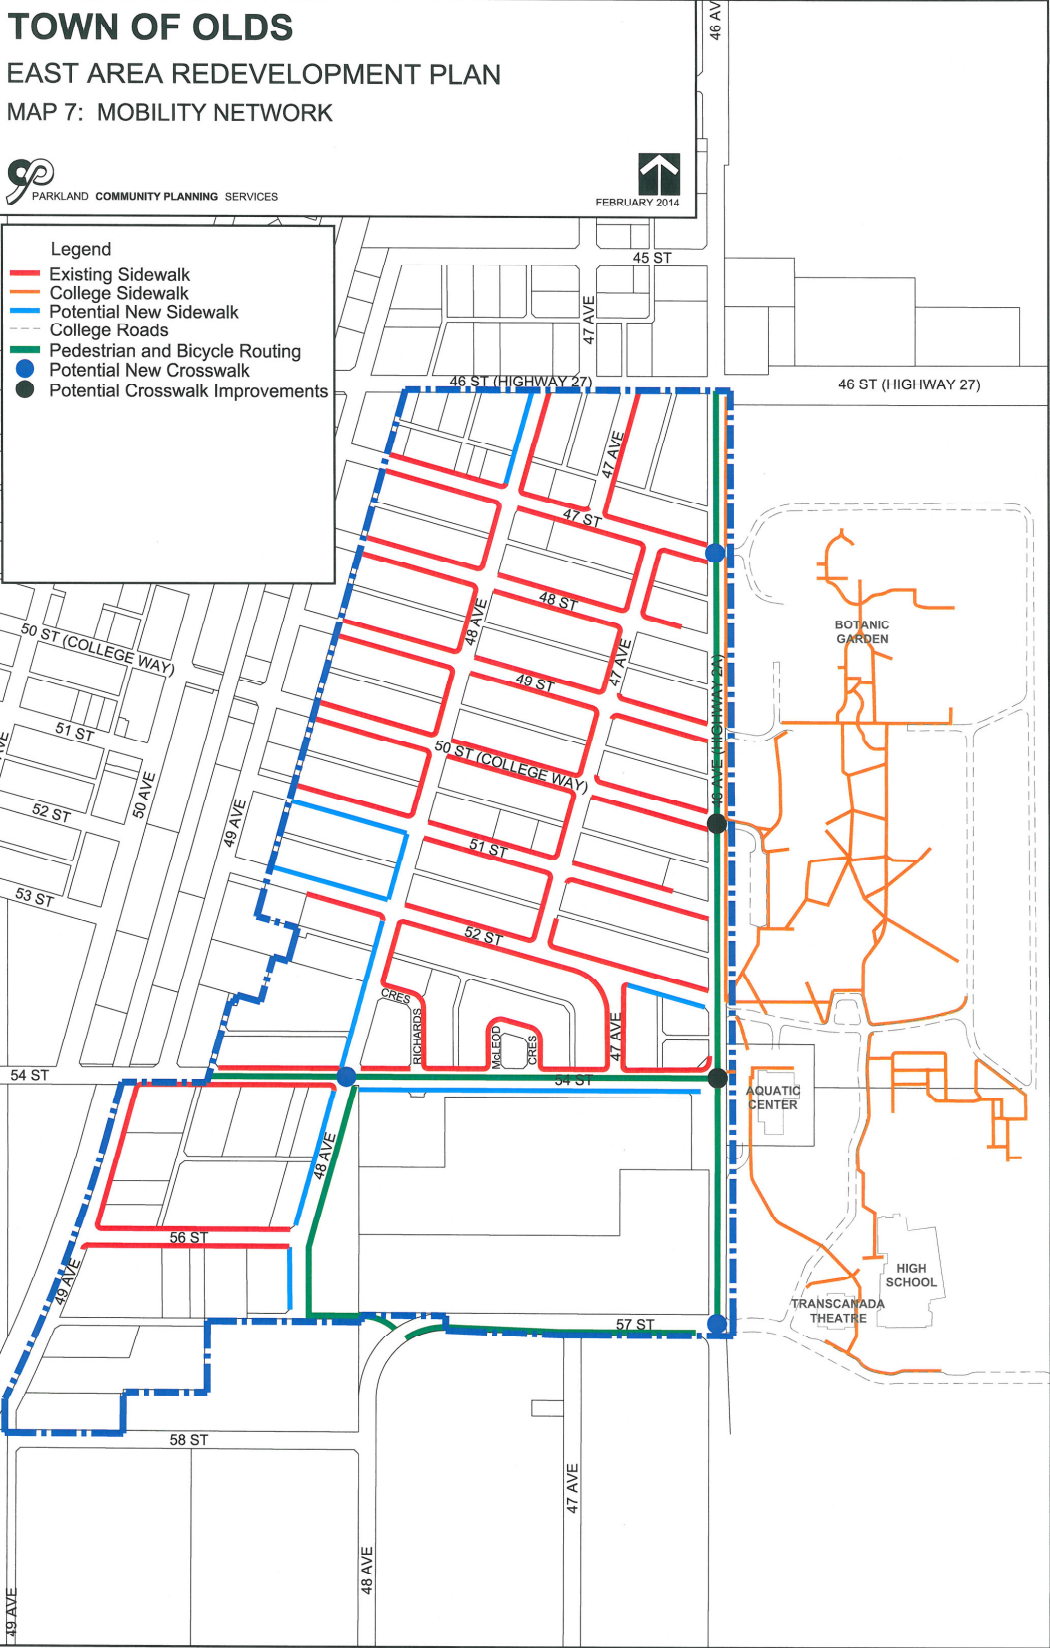 TOWN OF OLDS
EAST AREA REDEVELOPMENT PLAN
MAP 7: MOBILITY NETWORK
PARKLAND COMMUNITY PLANNING SERVICES
FEBRUARY 2014
46 AV
Legend
Existing Sidewalk
College Sidewalk
Potential New Sidewalk
College Roads
Pedestrian and Bicycle Routing
Potential New Crosswalk
Potential Crosswalk Improvements
45 ST
47 AVE
46 ST (HIGHWAY 27)
46 ST (HIGHWAY 27)
47 AVE
47 ST
48 ST
48 AVE
47 AVE
49 ST
BOTANIC
GARDEN
50 ST (COLLEGE WAY)
51 ST
50 AVE
52 ST
49 AVE
53 ST
VE
46 AVE (HIGHWAY 2A)
50 ST (COLLEGE WAY)
51 ST
52 ST
CRES
RICHARDS
McLEOD
CRES
47 AVE
54 ST
54 ST
AQUATIC
CENTER
48 AVE
56 ST
49 AVE
HIGH
SCHOOL
TRANSCANADA
THEATRE
57 ST
58 ST
47 AVE
48 AVE
49 AVE